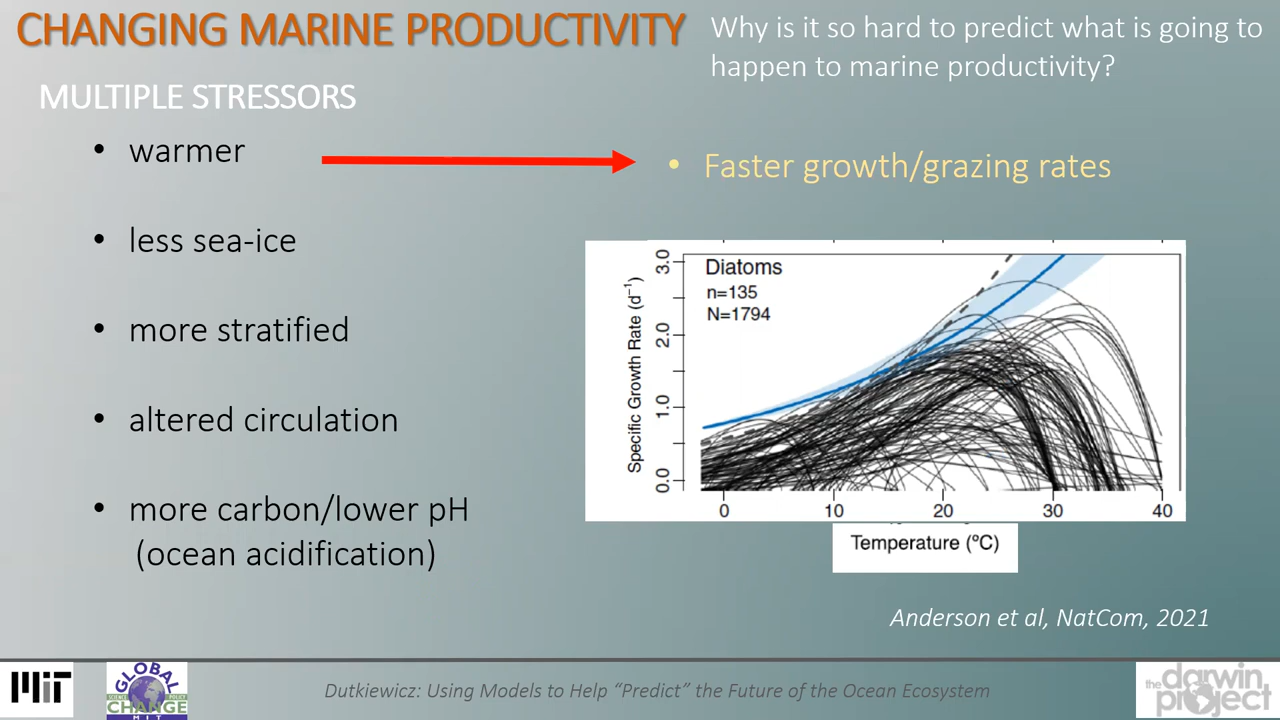 CHANGING MARINE PRODUCTIVITY
Why is it so hard to predict what is going to
happen to marine productivity?
MULTIPLE STRESSORS
• warmer
• Faster growth/grazing rates
• less sea-ice
• more stratified
• altered circulation
• more carbon/lower pH
(ocean acidification)
Diatoms
n=135
N=1794
Specific Growth Rate (d⁻¹)
3.0
2.0
1.0
0.0
0 10 20 30 40
Temperature (ºC)
Anderson et al, NatCom, 2021
MIT
GLOBAL
SCIENCE POLICY
CHANGE
MIT
Dutkiewicz: Using Models to Help “Predict” the Future of the Ocean Ecosystem
the darwin
project